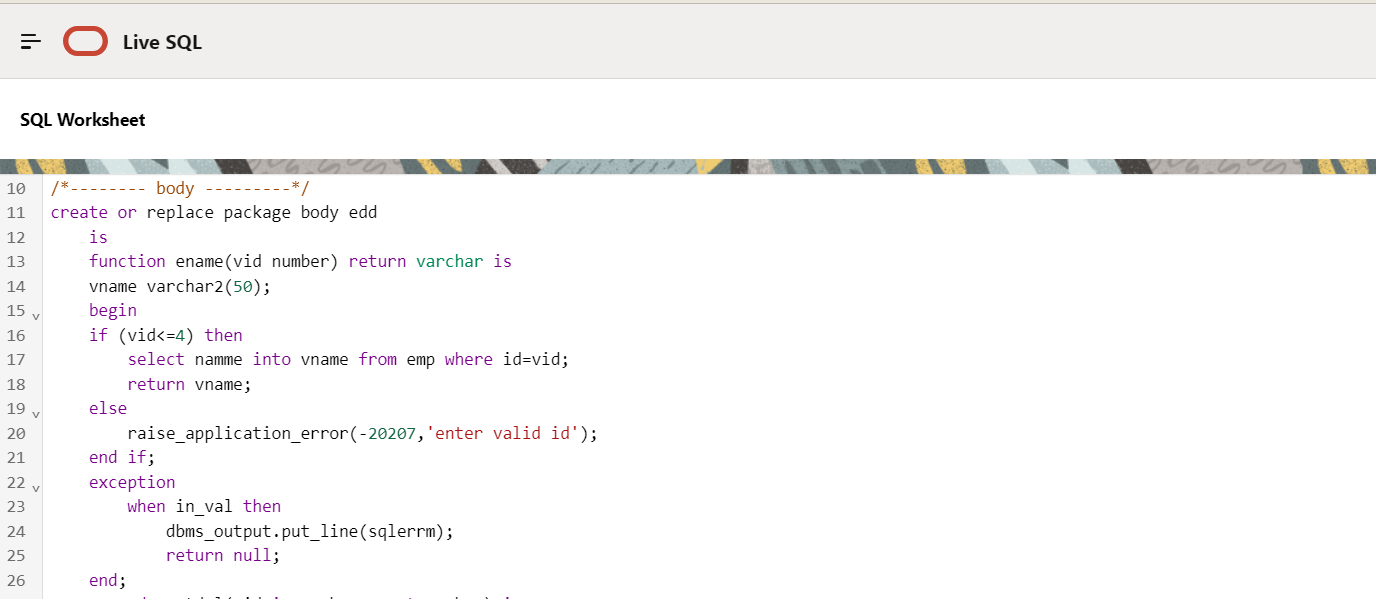 Live SQL
SQL Worksheet
10 /*-------- body ---------*/
11 create or replace package body edd
12 is
13 function ename(vid number) return varchar is
14 vname varchar2(50);
15 begin
16 if (vid<=4) then
17 select namme into vname from emp where id=vid;
18 return vname;
19 else
20 raise_application_error(-20207,'enter valid id');
21 end if;
22 exception
23 when in_val then
24 dbms_output.put_line(sqlerrm);
25 return null;
26 end;